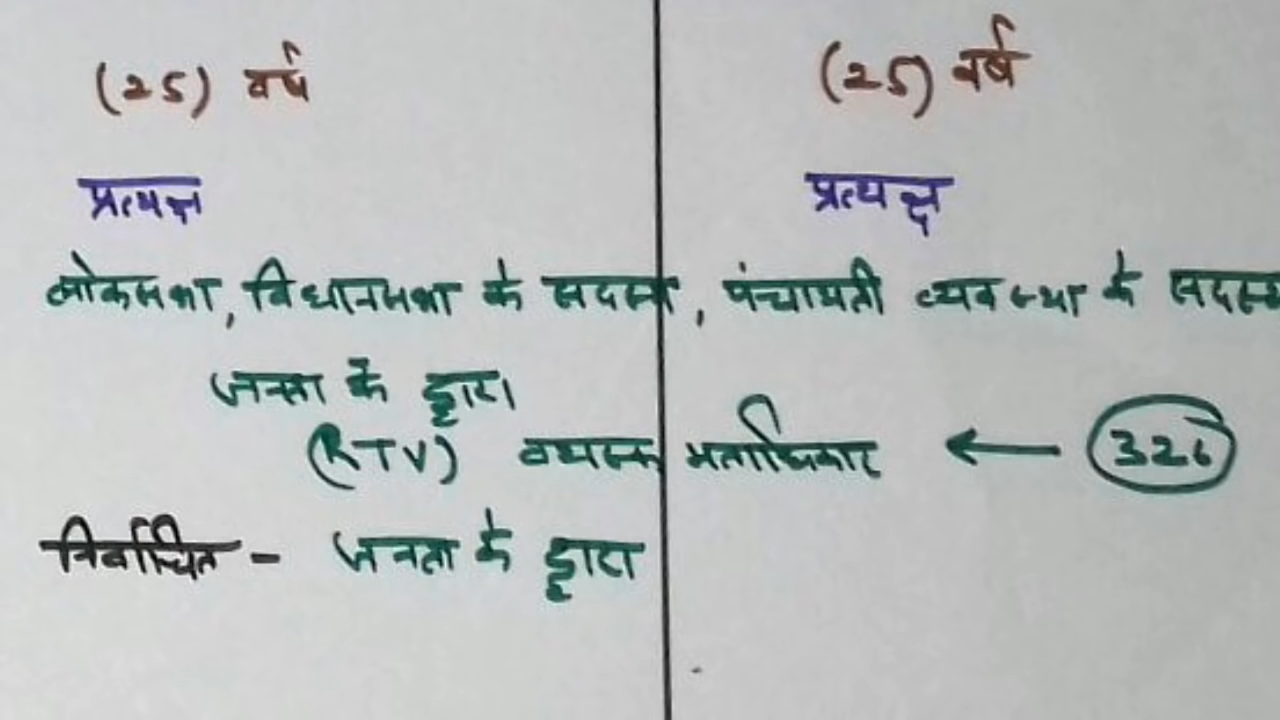 (25) वर्ष (25) वर्ष
प्रत्यक्ष प्रत्यक्ष
लोकसभा, विधानसभा के सदस्य, पंचायती व्यवस्था के सदस्य
जनता के द्वारा
(RTV) वयस्क मताधिकार ← 326
निर्वाचित - जनता के द्वारा